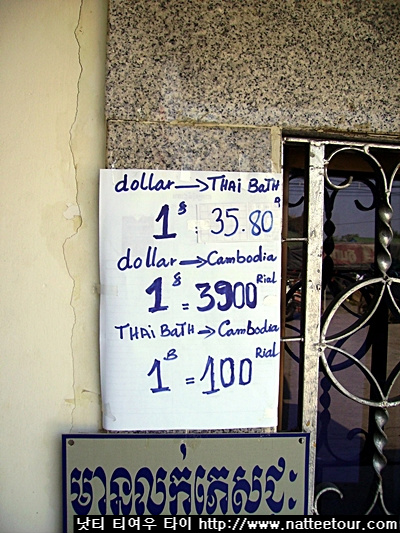 dollar → THAi BaTH
1 $ : 35.80 ฿
dollar → Cambodia
1 $ = 3900 Rial
THAi BATH → Cambodia
1 B = 100 Rial
មានលក់ភេសជ្ជៈ
낫티 티여우 타이 http://www.natteetour.com